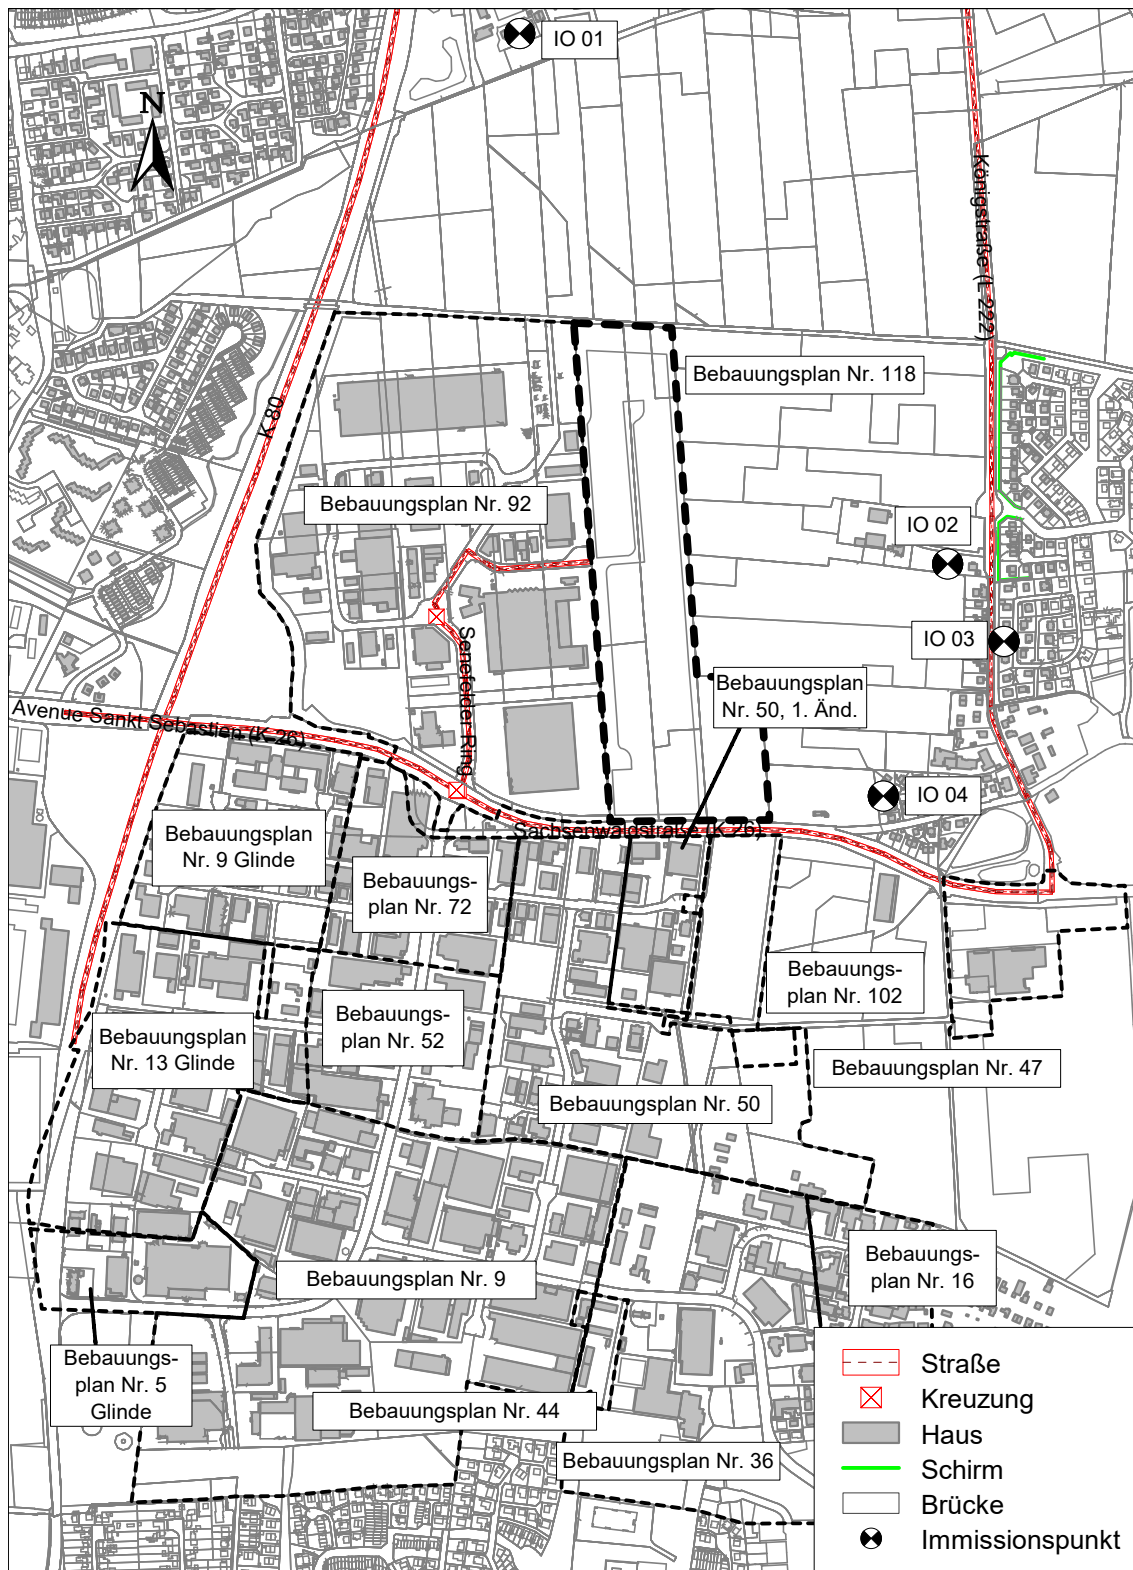 IO 01
N
Königstraße (L 222)
Bebauungsplan Nr. 118
K 80
Bebauungsplan Nr. 92
IO 02
IO 03
Senefelder Ring
Bebauungsplan
Nr. 50, 1. Änd.
Avenue Sankt Sebastien (K 26)
IO 04
Sachsenwaldstraße (K 26)
Bebauungsplan
Nr. 9 Glinde
Bebauungs-
plan Nr. 72
Bebauungs-
plan Nr. 102
Bebauungs-
plan Nr. 52
Bebauungsplan
Nr. 13 Glinde
Bebauungsplan Nr. 47
Bebauungsplan Nr. 50
Bebauungs-
plan Nr. 16
Bebauungsplan Nr. 9
Bebauungs-
plan Nr. 5
Glinde
Bebauungsplan Nr. 44
Bebauungsplan Nr. 36
Straße
Kreuzung
Haus
Schirm
Brücke
Immissionspunkt